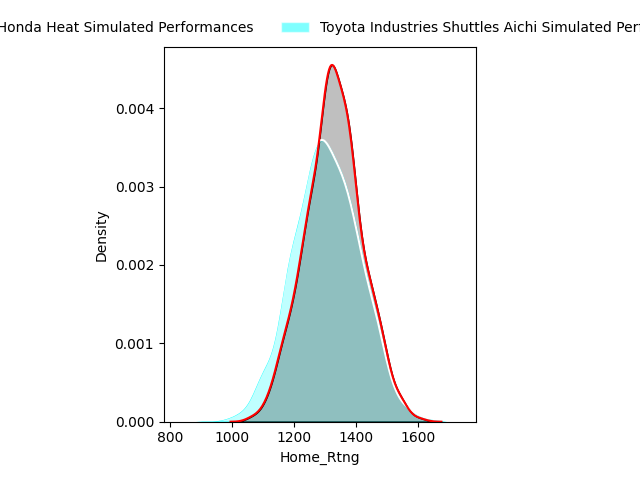 Honda Heat Simulated Performances
Toyota Industries Shuttles Aichi Simulated
0.004
0.003
0.002
0.001
0.000
Density
800 1000 1200 1400 1600
Home_Rtng